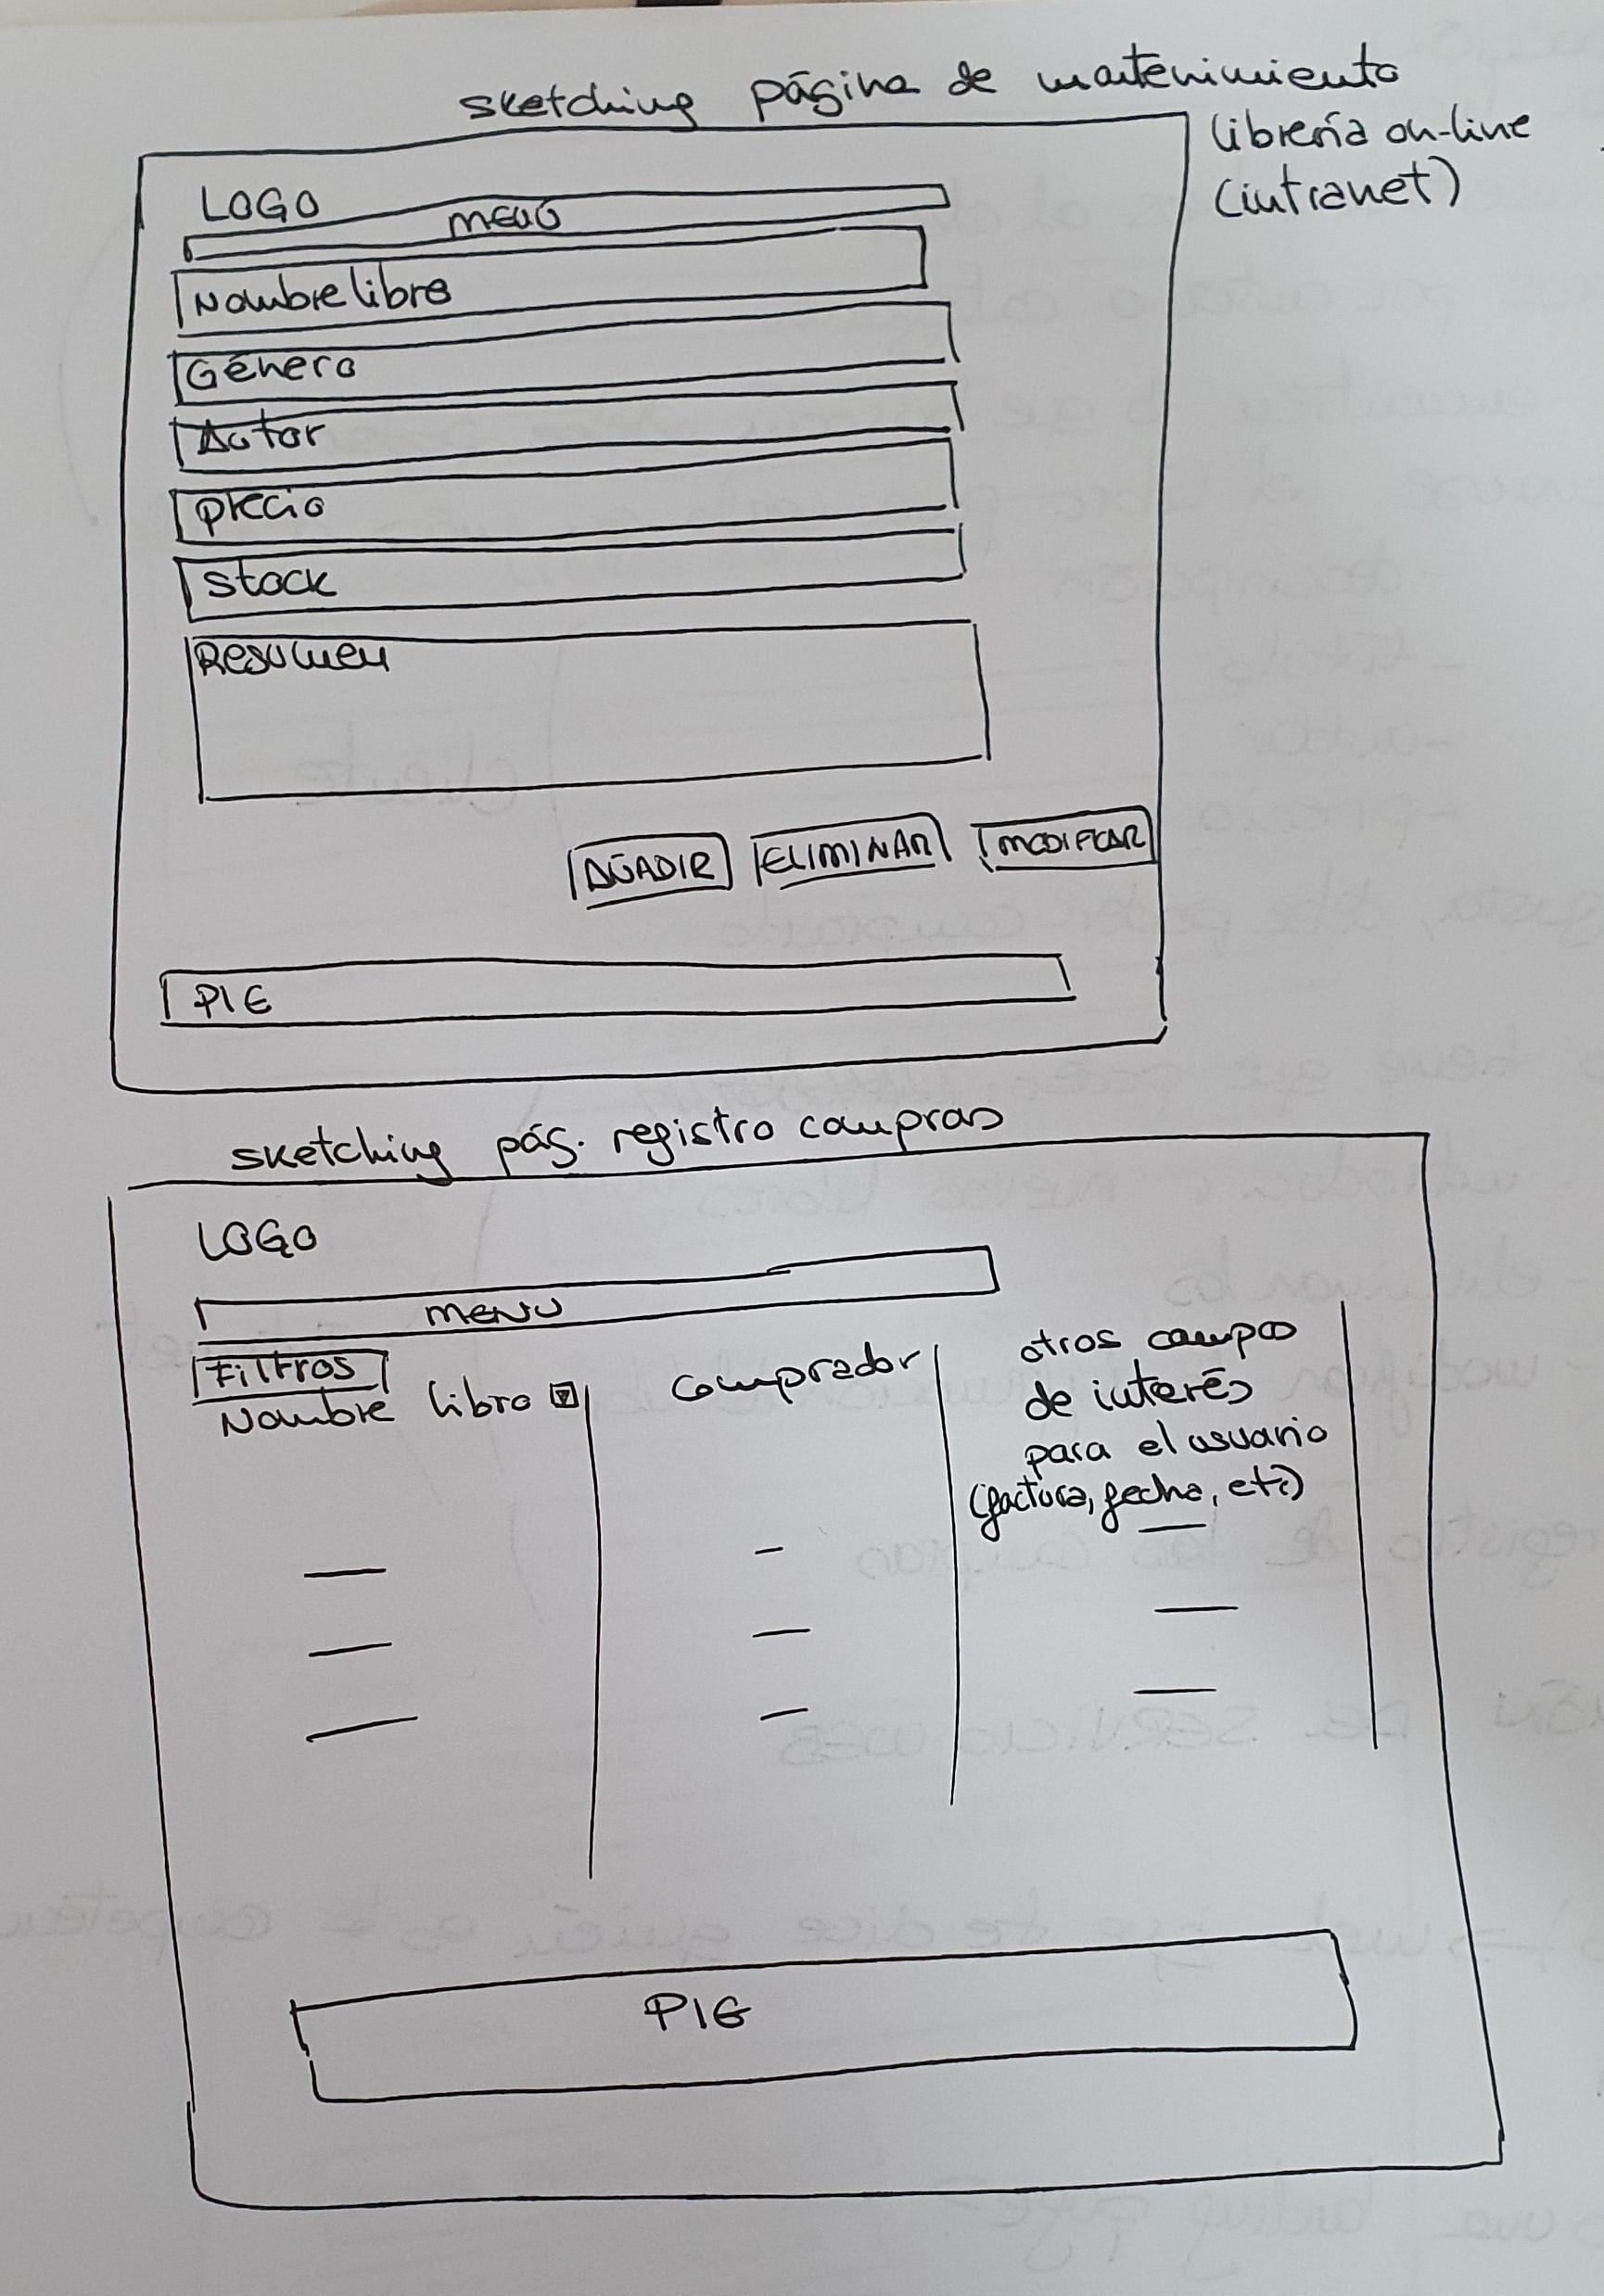 sketching página de mantenimiento
librería on-line
(intranet)
LOGO
MENÚ
Nombre libro
Género
Autor
precio
stock
Resumen
AÑADIR ELIMINAR MODIFICAR
PIE
sketching pág. registro compras
LOGO
MENU
Filtros
Nombre libro
Comprador
otros campos
de interés
para el usuario
(factura, fecha, etc)
PIE